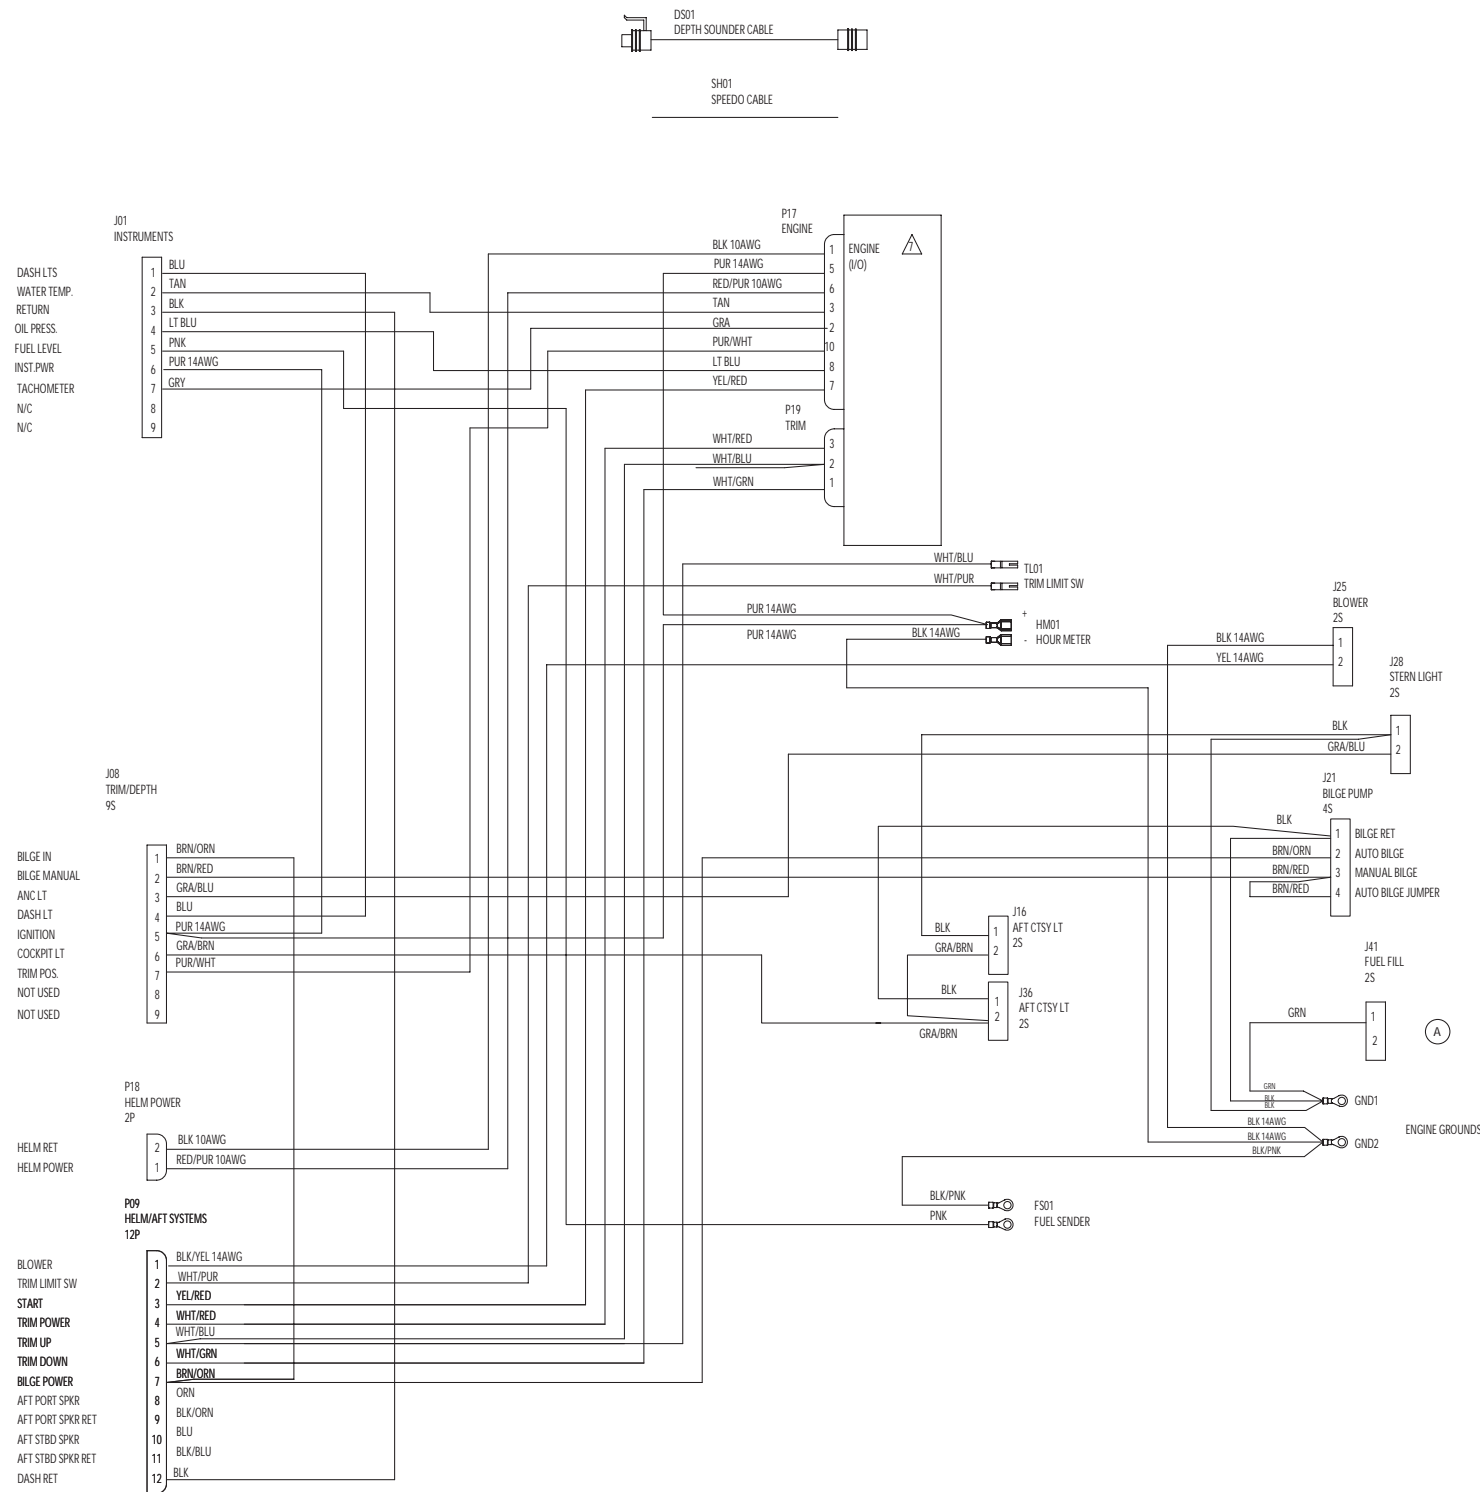 DS01
DEPTH SOUNDER CABLE
SH01
SPEEDO CABLE
J01
INSTRUMENTS
DASH LTS 1 BLU
WATER TEMP. 2 TAN
RETURN 3 BLK
OIL PRESS. 4 LT BLU
FUEL LEVEL 5 PNK
INST.PWR 6 PUR 14AWG
TACHOMETER 7 GRY
N/C 8
N/C 9
P17
ENGINE
BLK 10AWG 1
PUR 14AWG 5
RED/PUR 10AWG 6
TAN 3
GRA 2
PUR/WHT 10
LT BLU 8
YEL/RED 7
ENGINE
(I/O)
7
P19
TRIM
WHT/RED 3
WHT/BLU 2
WHT/GRN 1
WHT/BLU
WHT/PUR
TL01
TRIM LIMIT SW
PUR 14AWG
PUR 14AWG
BLK 14AWG
+
HM01
- HOUR METER
J25
BLOWER
2S
BLK 14AWG 1
YEL 14AWG 2
J28
STERN LIGHT
2S
BLK 1
GRA/BLU 2
J21
BILGE PUMP
4S
BLK 1 BILGE RET
BRN/ORN 2 AUTO BILGE
BRN/RED 3 MANUAL BILGE
BRN/RED 4 AUTO BILGE JUMPER
J08
TRIM/DEPTH
9S
BILGE IN 1 BRN/ORN
BILGE MANUAL 2 BRN/RED
ANC LT 3 GRA/BLU
DASH LT 4 BLU
IGNITION 5 PUR 14AWG
COCKPIT LT 6 GRA/BRN
TRIM POS. 7 PUR/WHT
NOT USED 8
NOT USED 9
J16
AFT CTSY LT
2S
BLK 1
GRA/BRN 2
J36
AFT CTSY LT
2S
BLK 1
GRA/BRN 2
J41
FUEL FILL
2S
GRN 1
2
A
GRN
BLK
BLK
GND1
ENGINE GROUNDS
BLK 14AWG
BLK 14AWG
BLK/PNK
GND2
P18
HELM POWER
2P
HELM RET 2 BLK 10AWG
HELM POWER 1 RED/PUR 10AWG
BLK/PNK
PNK
FS01
FUEL SENDER
P09
HELM/AFT SYSTEMS
12P
BLOWER 1 BLK/YEL 14AWG
TRIM LIMIT SW 2 WHT/PUR
START 3 YEL/RED
TRIM POWER 4 WHT/RED
TRIM UP 5 WHT/BLU
TRIM DOWN 6 WHT/GRN
BILGE POWER 7 BRN/ORN
AFT PORT SPKR 8 ORN
AFT PORT SPKR RET 9 BLK/ORN
AFT STBD SPKR 10 BLU
AFT STBD SPKR RET 11 BLK/BLU
DASH RET 12 BLK